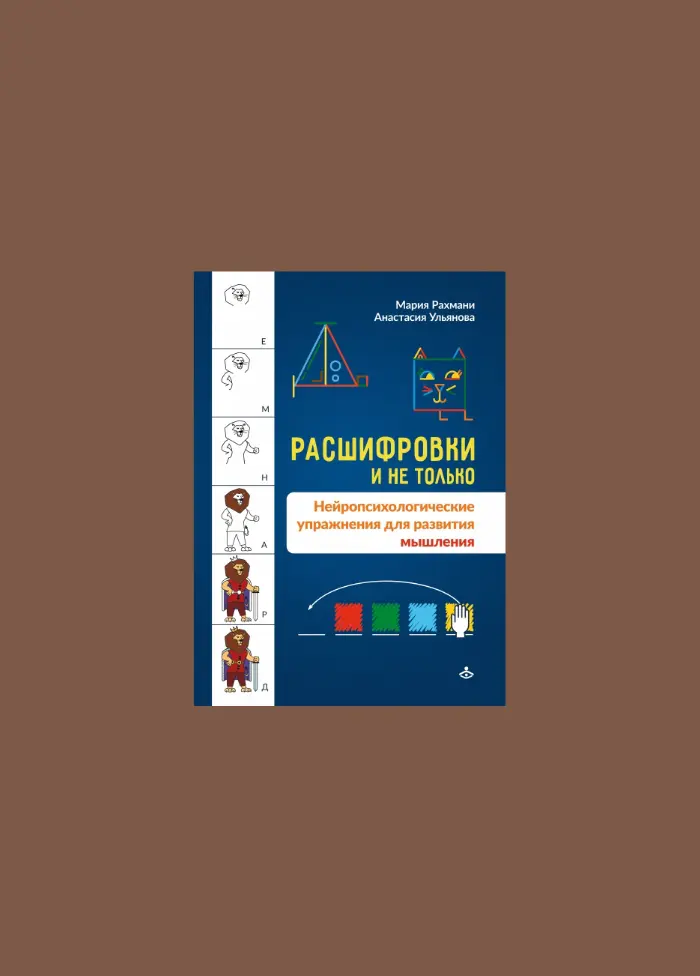 Мария Рахмани
Анастасия Ульянова
РАСШИФРОВКИ
И НЕ ТОЛЬКО
Нейропсихологические
упражнения для развития
мышления
Е
М
Н
А
Р
Д